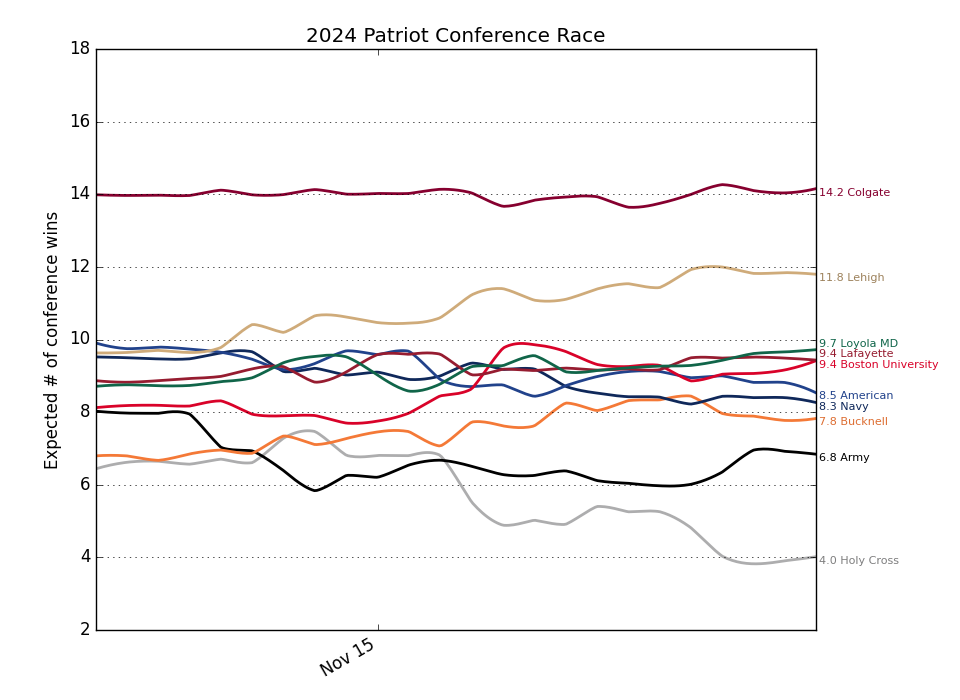 2024 Patriot Conference Race
18
16
14
12
10
8
6
4
2
Expected # of conference wins
Nov 15
14.2 Colgate
11.8 Lehigh
9.7 Loyola MD
9.4 Lafayette
9.4 Boston University
8.5 American
8.3 Navy
7.8 Bucknell
6.8 Army
4.0 Holy Cross